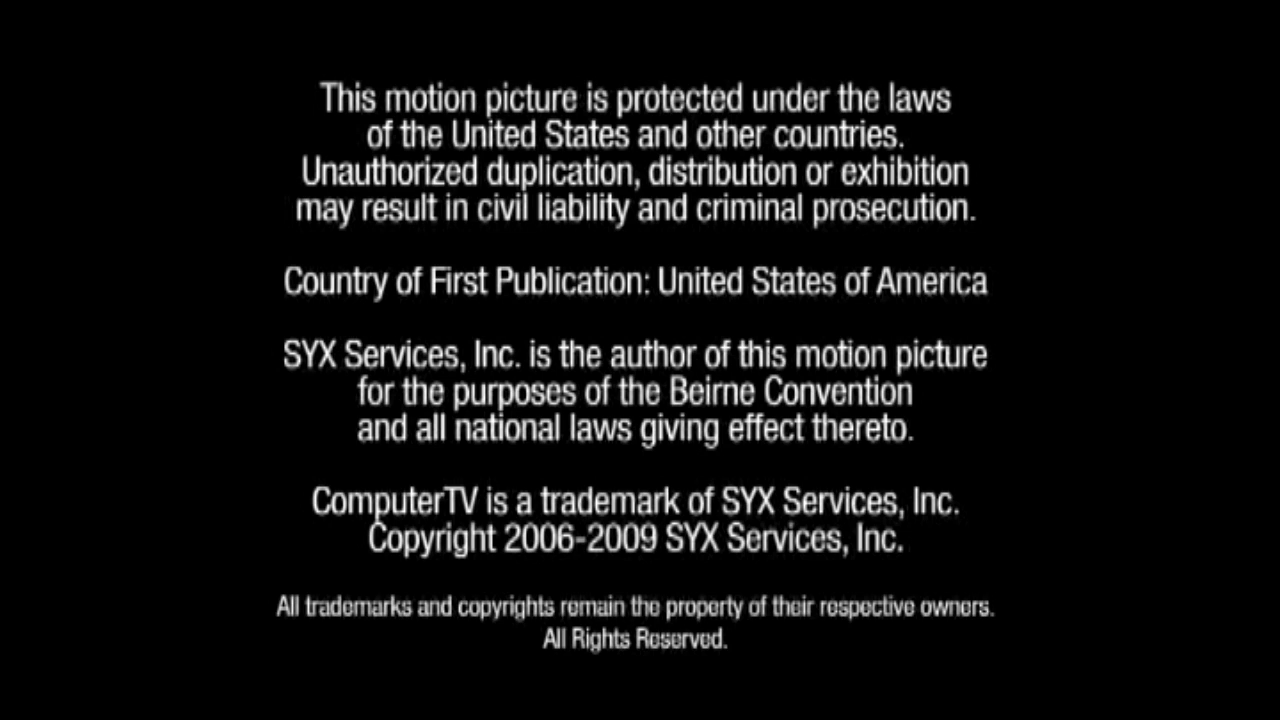 This motion picture is protected under the laws
of the United States and other countries.
Unauthorized duplication, distribution or exhibition
may result in civil liability and criminal prosecution.
Country of First Publication: United States of America
SYX Services, Inc. is the author of this motion picture
for the purposes of the Beirne Convention
and all national laws giving effect thereto.
ComputerTV is a trademark of SYX Services, Inc.
Copyright 2006-2009 SYX Services, Inc.
All trademarks and copyrights remain the property of their respective owners.
All Rights Reserved.